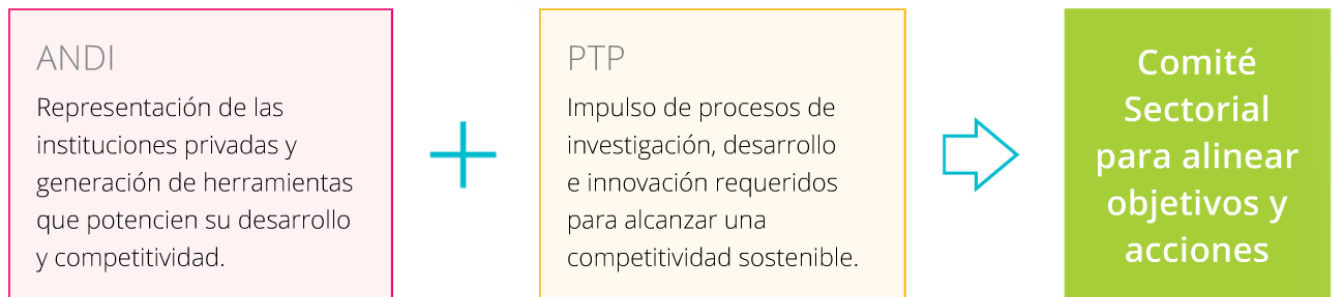 ANDI
Representación de las
instituciones privadas y
generación de herramientas
que potencien su desarrollo
y competitividad.
PTP
Impulso de procesos de
investigación, desarrollo
e innovación requeridos
para alcanzar una
competitividad sostenible.
Comité
Sectorial
para alinear
objetivos y
acciones